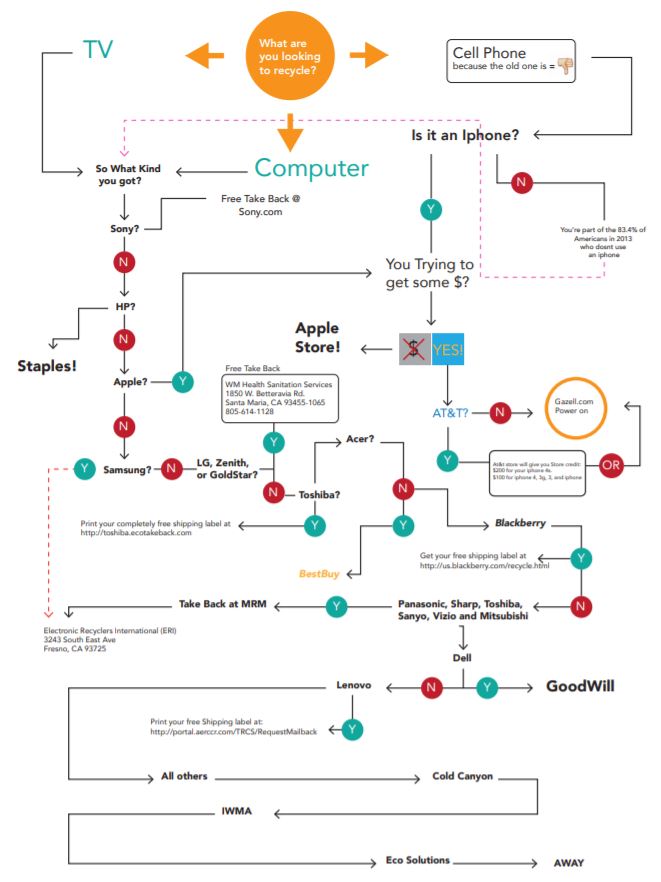 TV
What are
you looking
to recycle?
Cell Phone
because the old one is =
Is it an Iphone?
So What Kind
you got?
Computer
N
Free Take Back @
Sony.com
Sony?
Y
You're part of the 83.4% of
Americans in 2013
who dosnt use
an iphone
N
You Trying to
get some $?
HP?
Staples!
N
Apple
Store!
$
YES!
Apple?
Y
Free Take Back
WM Health Sanitation Services
1850 W. Betteravia Rd.
Santa Maria, CA 93455-1065
805-614-1128
AT&T?
N
Gazell.com
Power on
N
Y
Acer?
Y
Samsung?
N
LG, Zenith,
or GoldStar?
Y
At&t store will give you Store credit:
$200 for your iphone 4s.
$100 for iphone 4, 3g, 3, and iphone
OR
N
Toshiba?
N
Print your completely free shipping label at
http://toshiba.ecotakeback.com
Y
Y
Blackberry
BestBuy
Get your free shipping label at
http://us.blackberry.com/recycle.html
Y
Take Back at MRM
Y
Panasonic, Sharp, Toshiba,
Sanyo, Vizio and Mitsubishi
N
Electronic Recyclers International (ERI)
3243 South East Ave
Fresno, CA 93725
Dell
Lenovo
N
Y
GoodWill
Print your free Shipping label at:
http://portal.aerccr.com/TRCS/RequestMailback
Y
All others
Cold Canyon
IWMA
Eco Solutions
AWAY